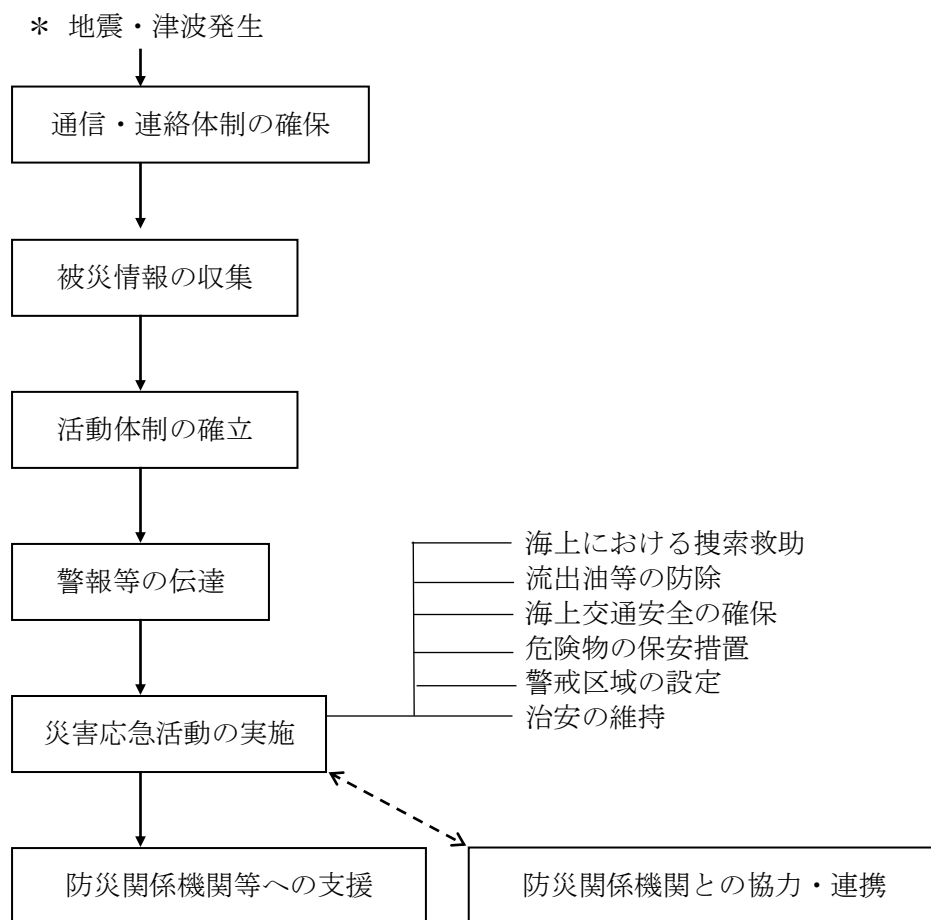 ＊ 地震・津波発生
通信・連絡体制の確保
被災情報の収集
活動体制の確立
警報等の伝達
海上における捜索救助
流出油等の防除
海上交通安全の確保
危険物の保安措置
警戒区域の設定
治安の維持
災害応急活動の実施
防災関係機関等への支援
防災関係機関との協力・連携